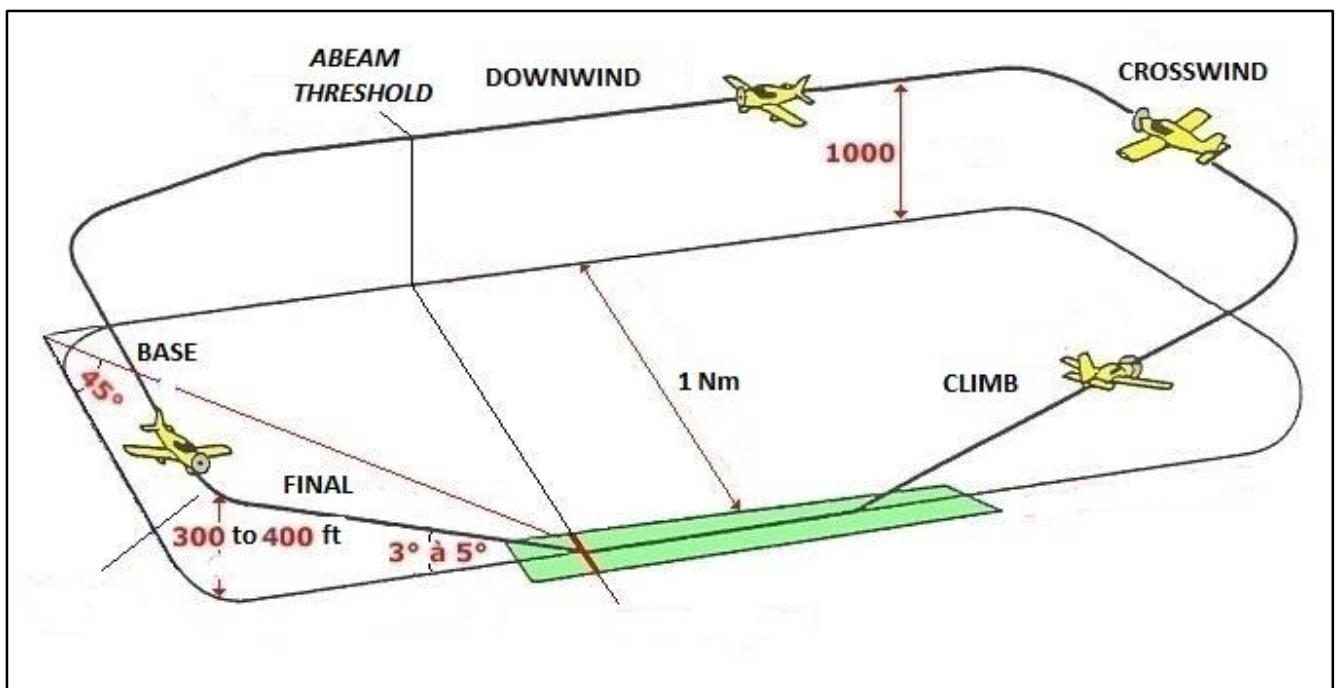 ABEAM
THRESHOLD
DOWNWIND
CROSSWIND
1000
BASE
45°
1 Nm
CLIMB
FINAL
300 to 400 ft
3° à 5°